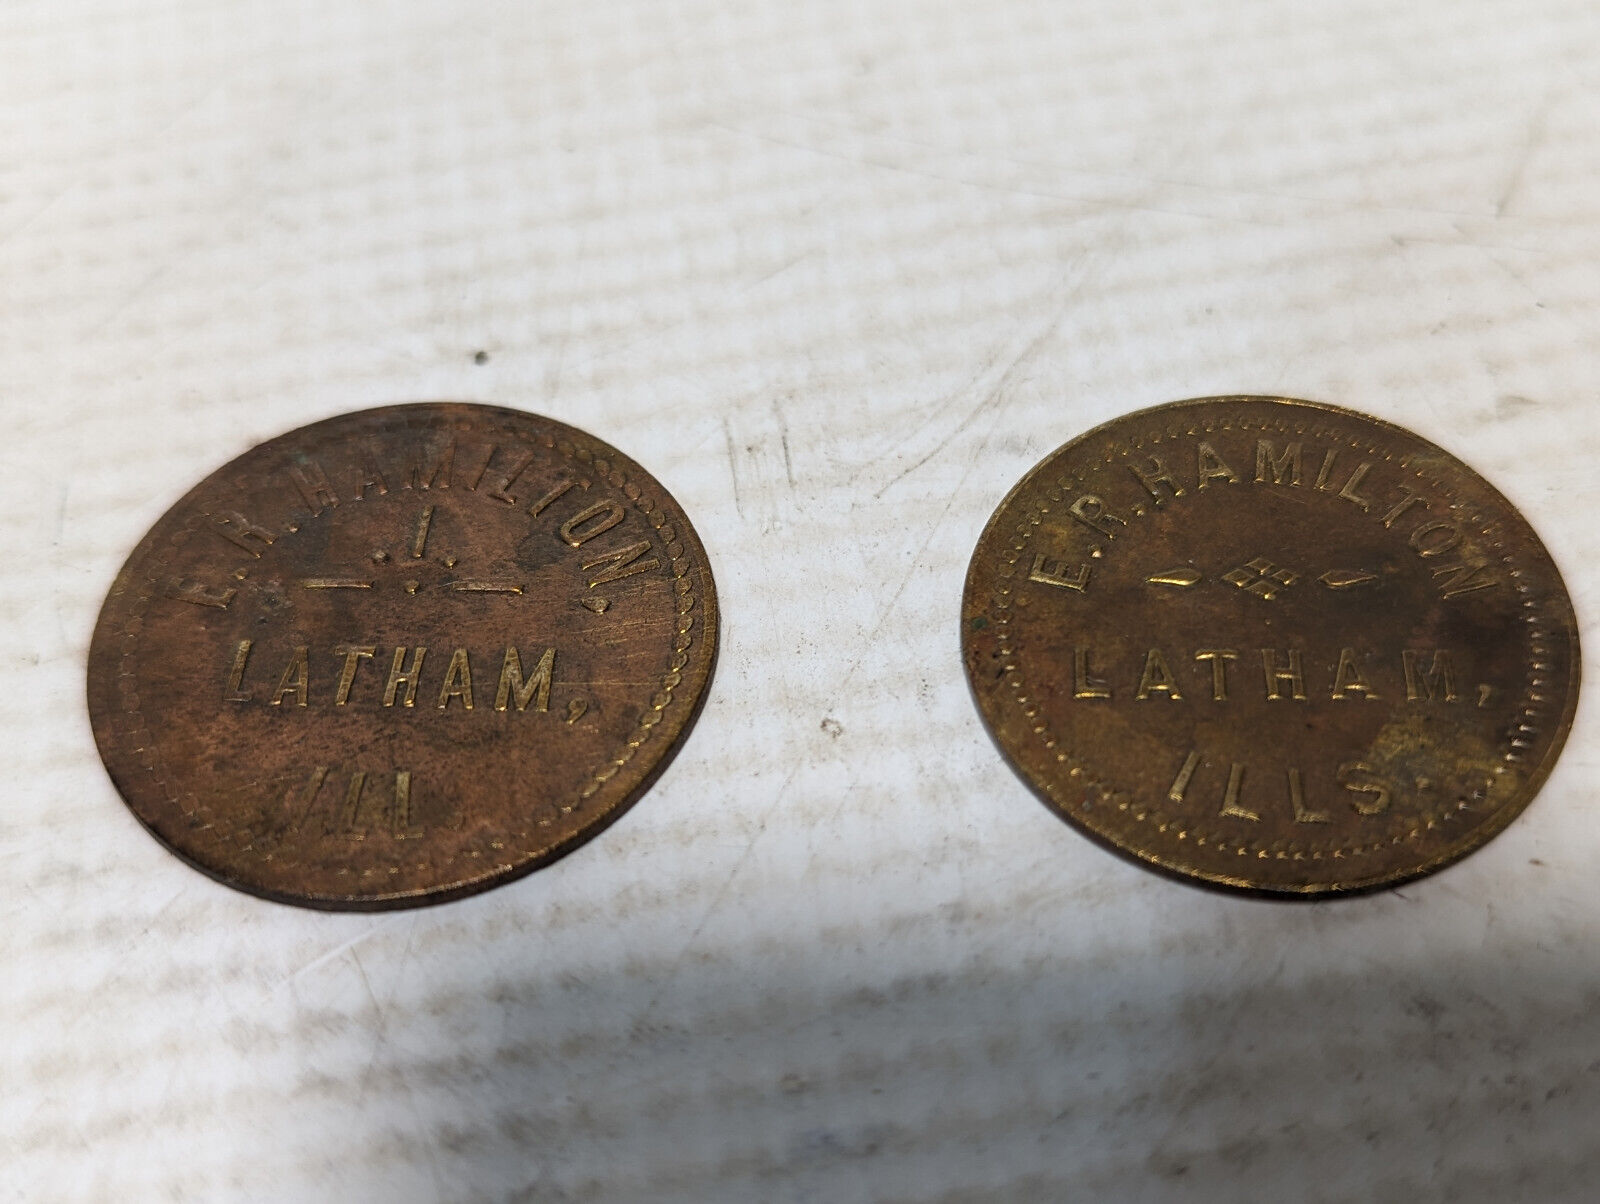 E.R. HAMILTON,
LATHAM,
ILL.
E.R. HAMILTON
LATHAM,
ILLS.